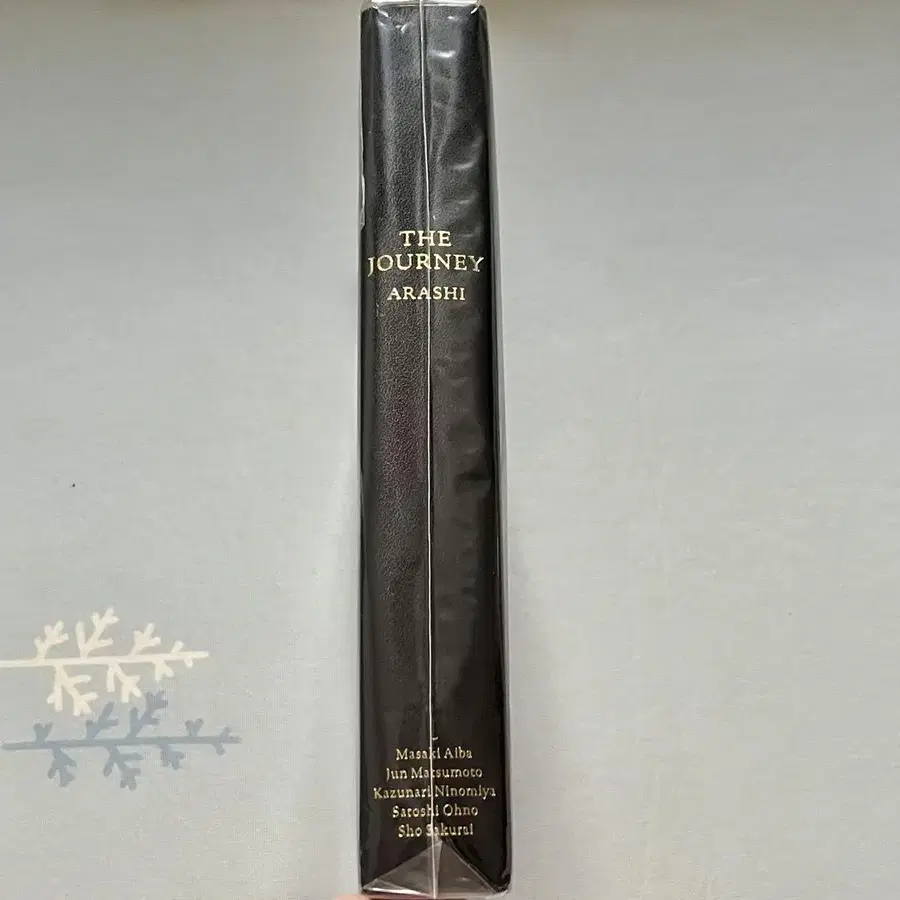 THE
JOURNEY
ARASHI
Masaki Aiba
Jun Matsumoto
Kazunari Ninomiya
Satoshi Ohno
Sho Sakurai